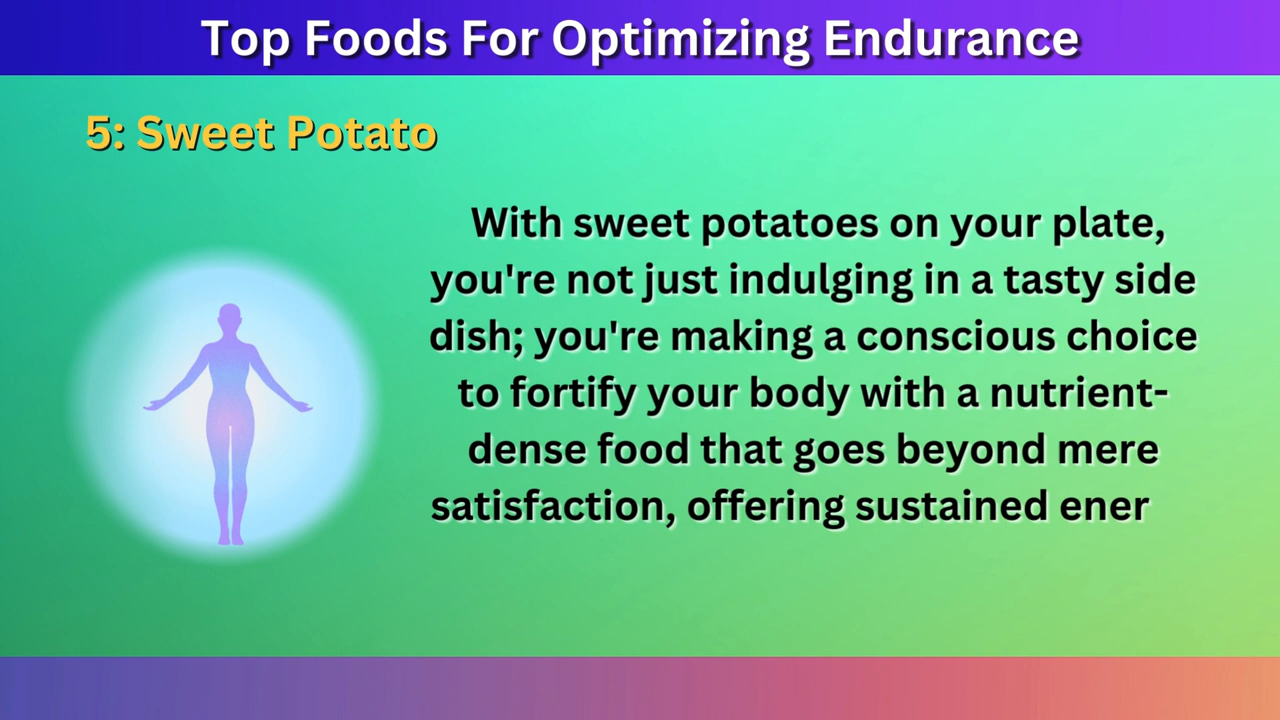 Top Foods For Optimizing Endurance
5: Sweet Potato
With sweet potatoes on your plate,
you're not just indulging in a tasty side
dish; you're making a conscious choice
to fortify your body with a nutrient-
dense food that goes beyond mere
satisfaction, offering sustained ener